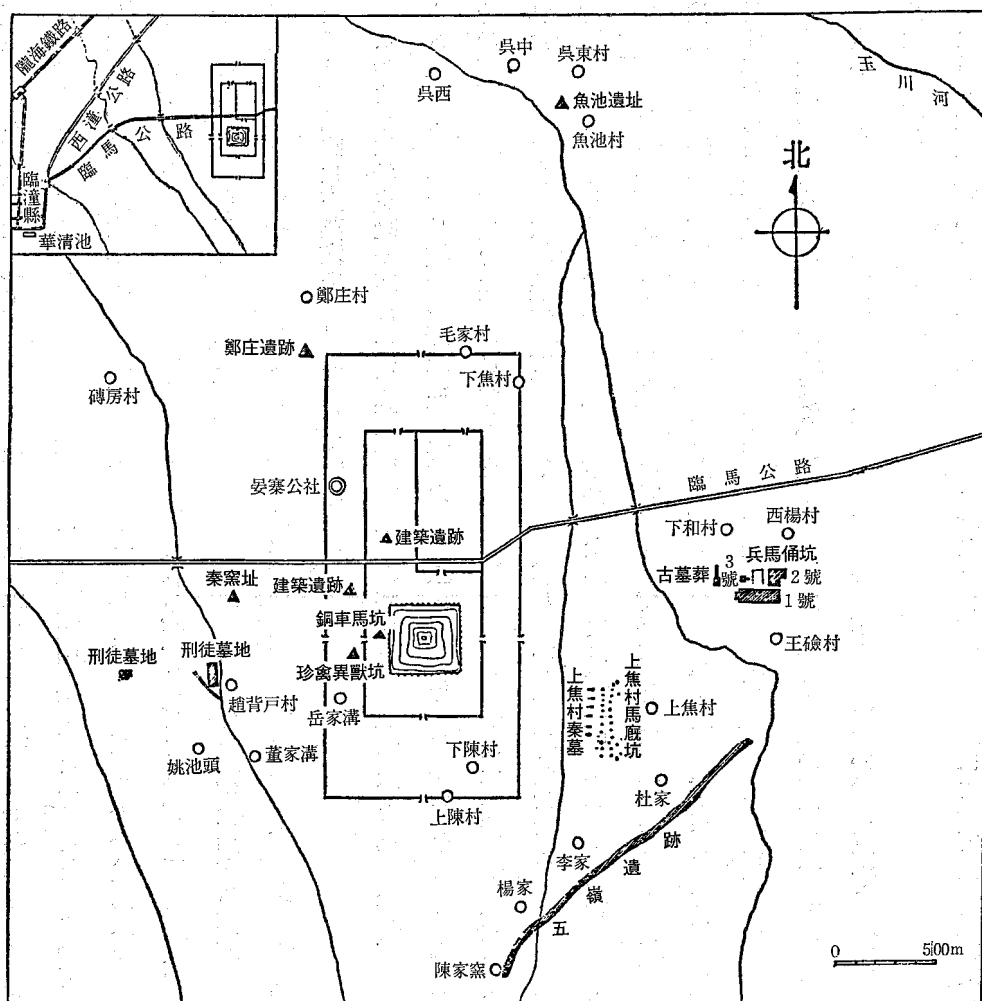 隴海鐵路
西潼公路
臨馬公路
臨潼縣
華清池
吳西
吳中
吳東村
魚池遺址
魚池村
玉川河
北
鄭庄村
鄭庄遺跡
毛家村
下焦村
磚房村
晏寨公社
臨馬公路
下和村
西楊村
兵馬俑坑
古墓葬
3號
2號
1號
王硷村
建築遺跡
建築遺跡
秦窯址
銅車馬坑
珍禽異獸坑
刑徒墓地
刑徒墓地
趙背戸村
岳家溝
姚池頭
董家溝
下陳村
上陳村
上焦村秦墓
上焦村馬廐坑
上焦村
杜家
李家
楊家
陳家窯
五嶺遺跡
0 500m